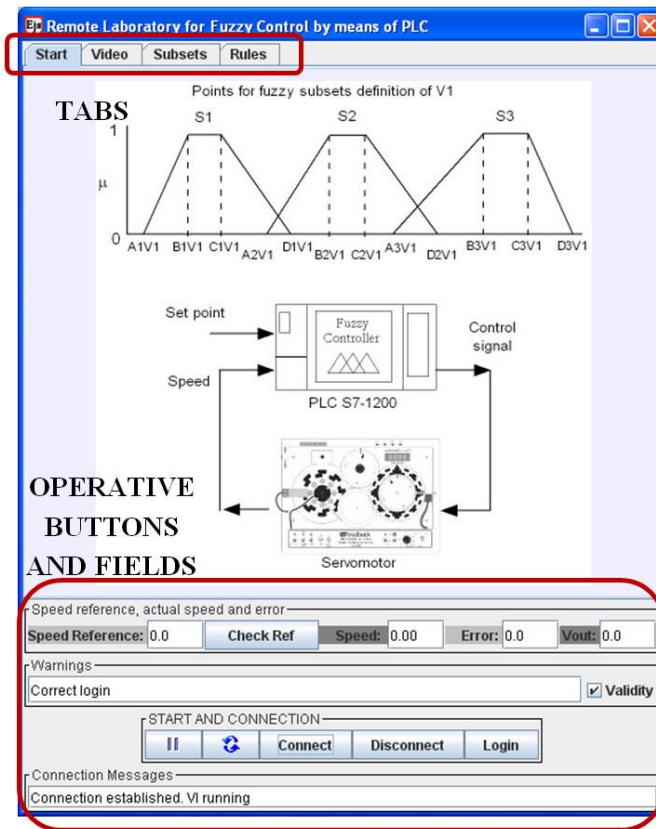 Ejs Remote Laboratory for Fuzzy Control by means of PLC
Start Video Subsets Rules
TABS
Points for fuzzy subsets definition of V1
S1 S2 S3
1
μ
0
A1V1 B1V1 C1V1 A2V1 D1V1 B2V1 C2V1 A3V1 D2V1 B3V1 C3V1 D3V1
Set point
Speed
Fuzzy
Controller
Control
signal
PLC S7-1200
Servomotor
OPERATIVE
BUTTONS
AND FIELDS
Speed reference, actual speed and error
Speed Reference: 0.0 Check Ref Speed: 0.00 Error: 0.0 Vout: 0.0
Warnings
Correct login Validity
START AND CONNECTION
Connect Disconnect Login
Connection Messages
Connection established. VI running